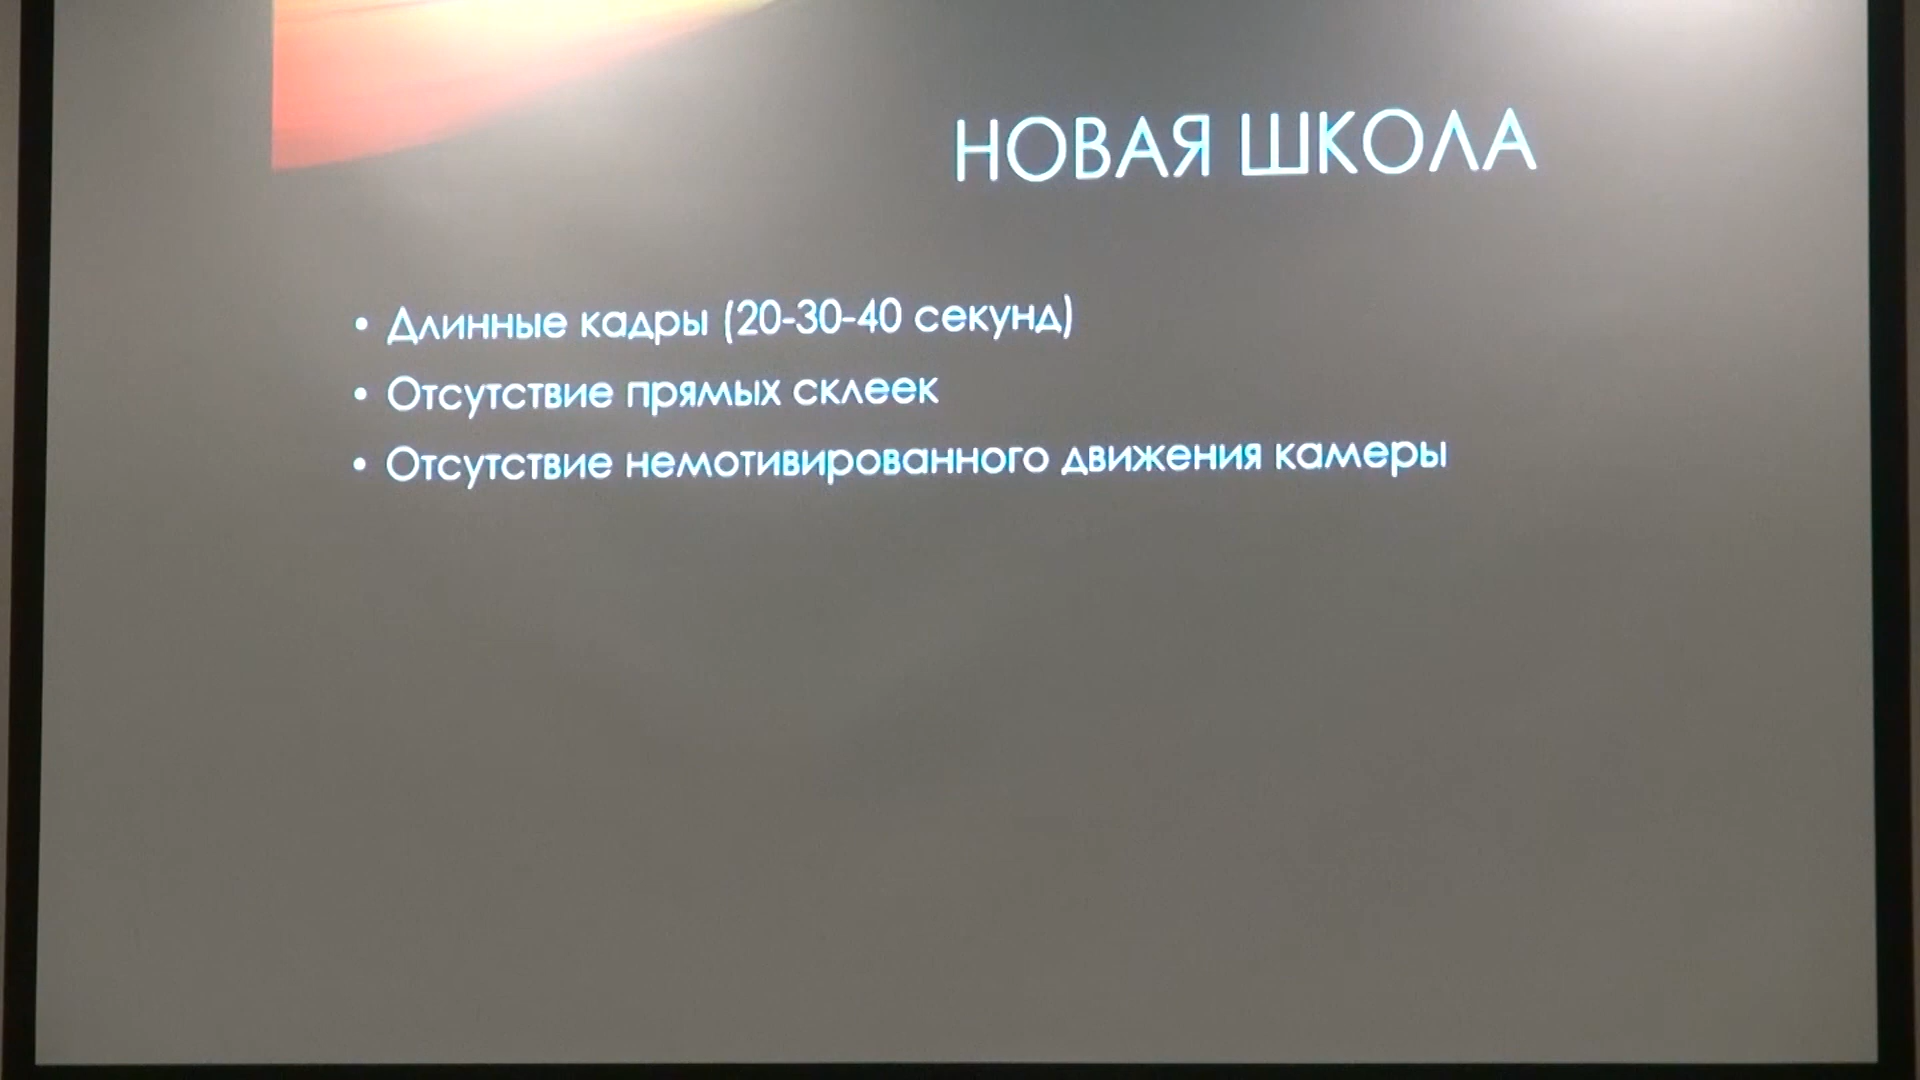 НОВАЯ ШКОЛА
• Длинные кадры (20-30-40 секунд)
• Отсутствие прямых склеек
• Отсутствие немотивированного движения камеры